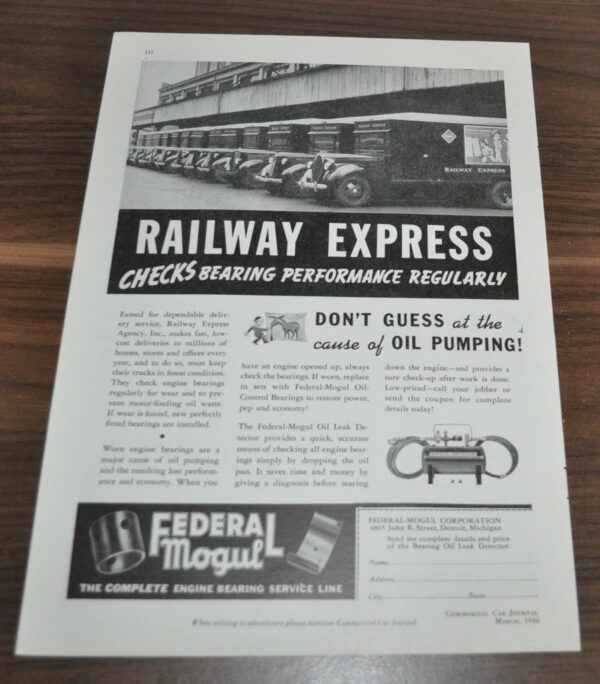 112
RAILWAY EXPRESS
RAILWAY EXPRESS
CHECKS BEARING PERFORMANCE REGULARLY
Famed for dependable deliv-
ery service, Railway Express
Agency, Inc., makes fast, low-
cost deliveries to millions of
homes, stores and offices every
year, and to do so, must keep
their trucks in finest condition.
They check engine bearings
regularly for wear and to pre-
vent motor-fouling oil waste.
If wear is found, new perfectly
fitted bearings are installed.
Worn engine bearings are a
major cause of oil pumping
and the resulting lost perform-
ance and economy. When you
DON'T GUESS at the
cause of OIL PUMPING!
have an engine opened up, always
check the bearings. If worn, replace
in sets with Federal-Mogul Oil-
Control Bearings to restore power,
pep and economy!
The Federal-Mogul Oil Leak De-
tector provides a quick, accurate
means of checking all engine bear-
ings simply by dropping the oil
pan. It saves time and money by
giving a diagnosis before tearing
down the engine—and provides a
sure check-up after work is done.
Low-priced—call your jobber or
send the coupon for complete
details today!
FEDERAL
Mogul
THE COMPLETE ENGINE BEARING SERVICE LINE
FEDERAL-MOGUL CORPORATION
John R. Street, Detroit, Michigan
Send me complete details and price
of the Bearing Oil Leak Detector.
Name
Address
City State
COMMERCIAL CAR JOURNAL
MARCH, 1940
When writing to advertisers please mention Commercial Car Journal